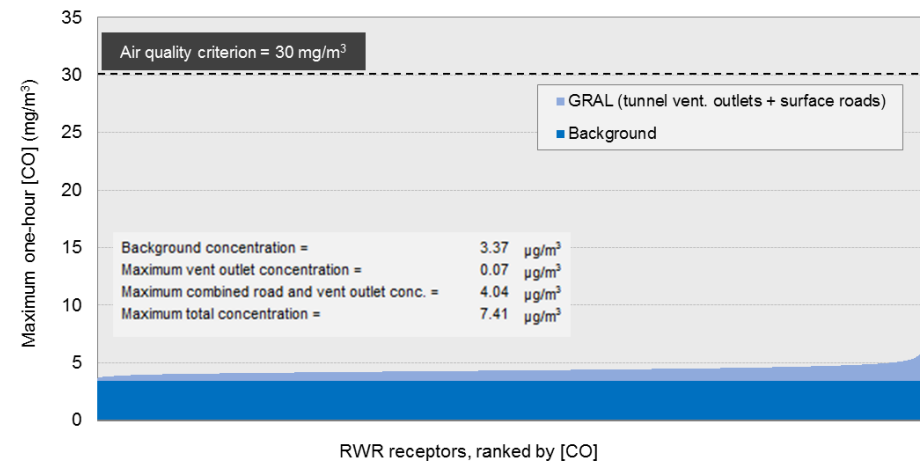 Maximum one-hour [CO] (mg/m³)
35
30
25
20
15
10
5
0
Air quality criterion = 30 mg/m³
GRAL (tunnel vent. outlets + surface roads)
Background
Background concentration = 3.37 µg/m³
Maximum vent outlet concentration = 0.07 µg/m³
Maximum combined road and vent outlet conc. = 4.04 µg/m³
Maximum total concentration = 7.41 µg/m³
RWR receptors, ranked by [CO]